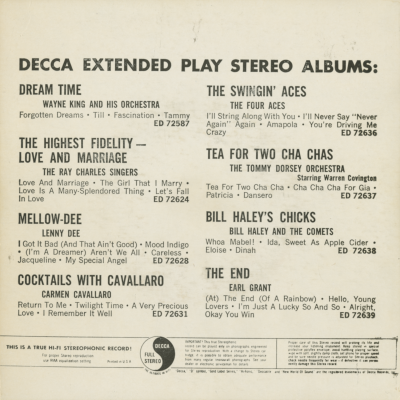 DECCA EXTENDED PLAY STEREO ALBUMS:
DREAM TIME
WAYNE KING AND HIS ORCHESTRA
Forgotten Dreams • Till • Fascination • Tammy
ED 72587
THE HIGHEST FIDELITY—
LOVE AND MARRIAGE
THE RAY CHARLES SINGERS
Love And Marriage • The Girl That I Marry •
Love Is A Many-Splendored Thing • Let's Fall
In Love ED 72624
MELLOW-DEE
LENNY DEE
I Got It Bad (And That Ain't Good) • Mood Indigo
• (I'm A Dreamer) Aren't We All • Careless •
Jacqueline • My Special Angel ED 72628
COCKTAILS WITH CAVALLARO
CARMEN CAVALLARO
Return To Me • Twilight Time • A Very Precious
Love • I Remember It Well ED 72631
THE SWINGIN' ACES
THE FOUR ACES
I'll String Along With You • I'll Never Say "Never
Again" Again • Amapola • You're Driving Me
Crazy ED 72636
TEA FOR TWO CHA CHAS
THE TOMMY DORSEY ORCHESTRA
Starring Warren Covington
Tea For Two Cha Cha • Cha Cha For Gia •
Patricia • Dansero ED 72637
BILL HALEY'S CHICKS
BILL HALEY AND THE COMETS
Whoa Mabel! • Ida, Sweet As Apple Cider •
Eloise • Dinah ED 72638
THE END
EARL GRANT
(At) The End (Of A Rainbow) • Hello, Young
Lovers • I'm Just A Lucky So And So • Alright,
Okay You Win ED 72639
THIS IS A TRUE HI-FI STEREOPHONIC RECORD!
DECCA
FULL STEREO